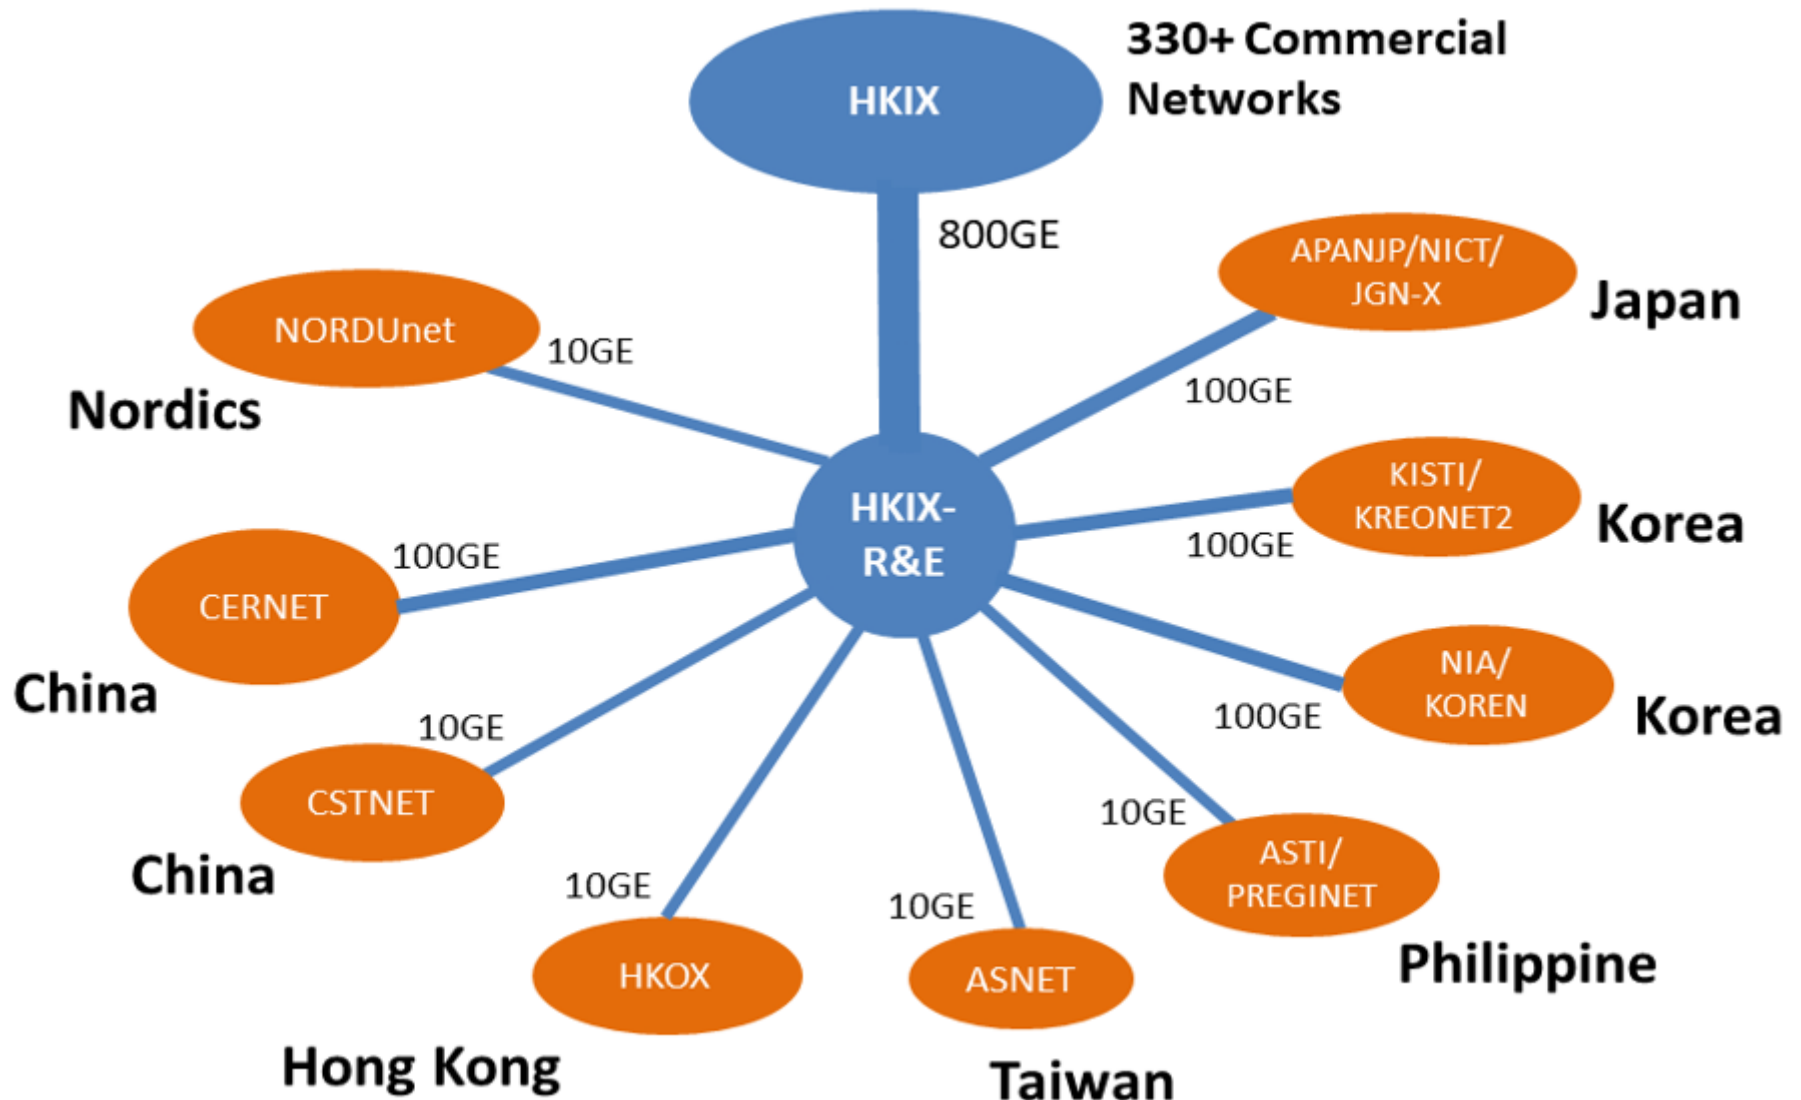 HKIX
330+ Commercial
Networks
800GE
APANJP/NICT/
JGN-X
Japan
100GE
NORDUnet
10GE
Nordics
KISTI/
KREONET2
Korea
100GE
HKIX-
R&E
CERNET
100GE
China
NIA/
KOREN
Korea
100GE
10GE
CSTNET
China
10GE
ASTI/
PREGINET
Philippine
10GE
HKOX
Hong Kong
10GE
ASNET
Taiwan